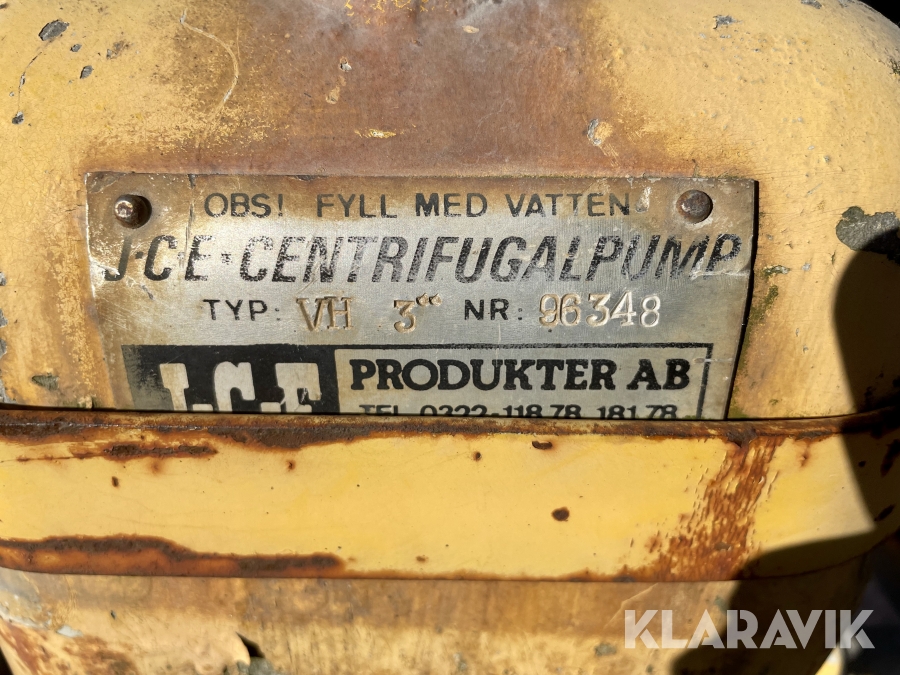 OBS! FYLL MED VATTEN
J·C·E·CENTRIFUGALPUMP
TYP: VH 3" NR: 96348
J.C.E PRODUKTER AB
TEL 0322-118 78, 181 78
KLARAVIK